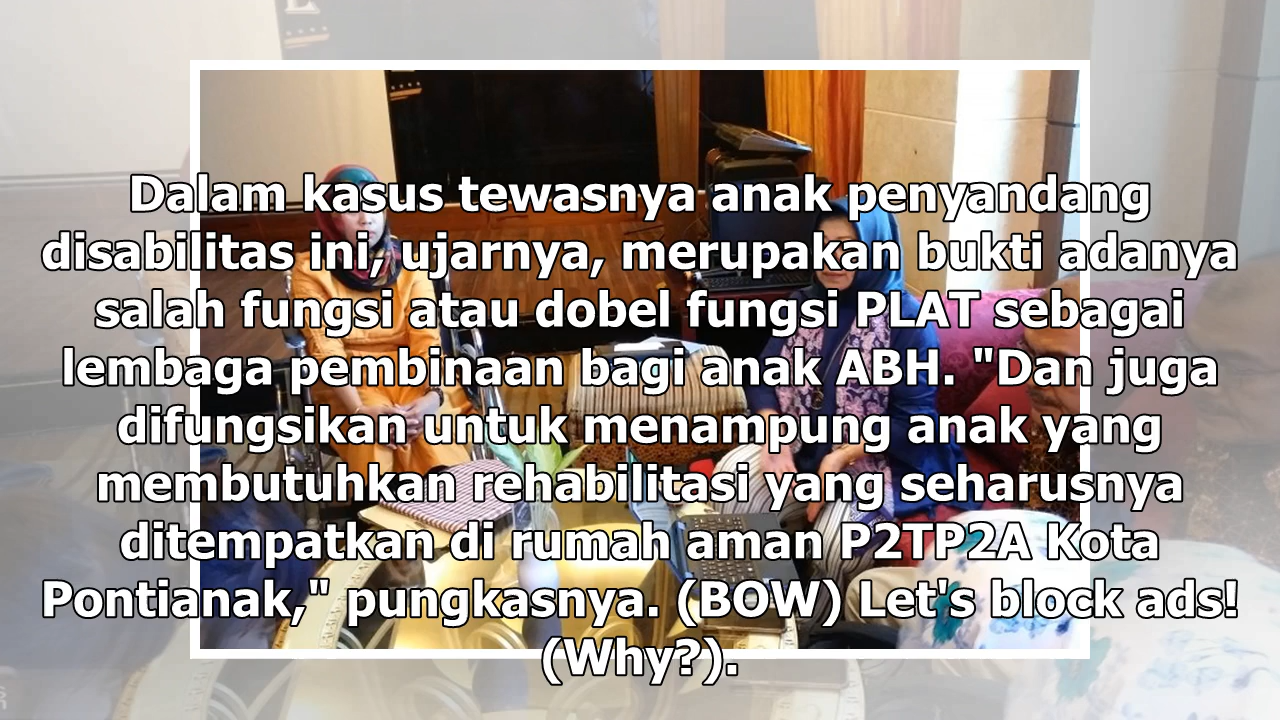 Dalam kasus tewasnya anak penyandang
disabilitas ini, ujarnya, merupakan bukti adanya
salah fungsi atau dobel fungsi PLAT sebagai
lembaga pembinaan bagi anak ABH. "Dan juga
difungsikan untuk menampung anak yang
membutuhkan rehabilitasi yang seharusnya
ditempatkan di rumah aman P2TP2A Kota
Pontianak," pungkasnya. (BOW) Let's block ads!
(Why?).